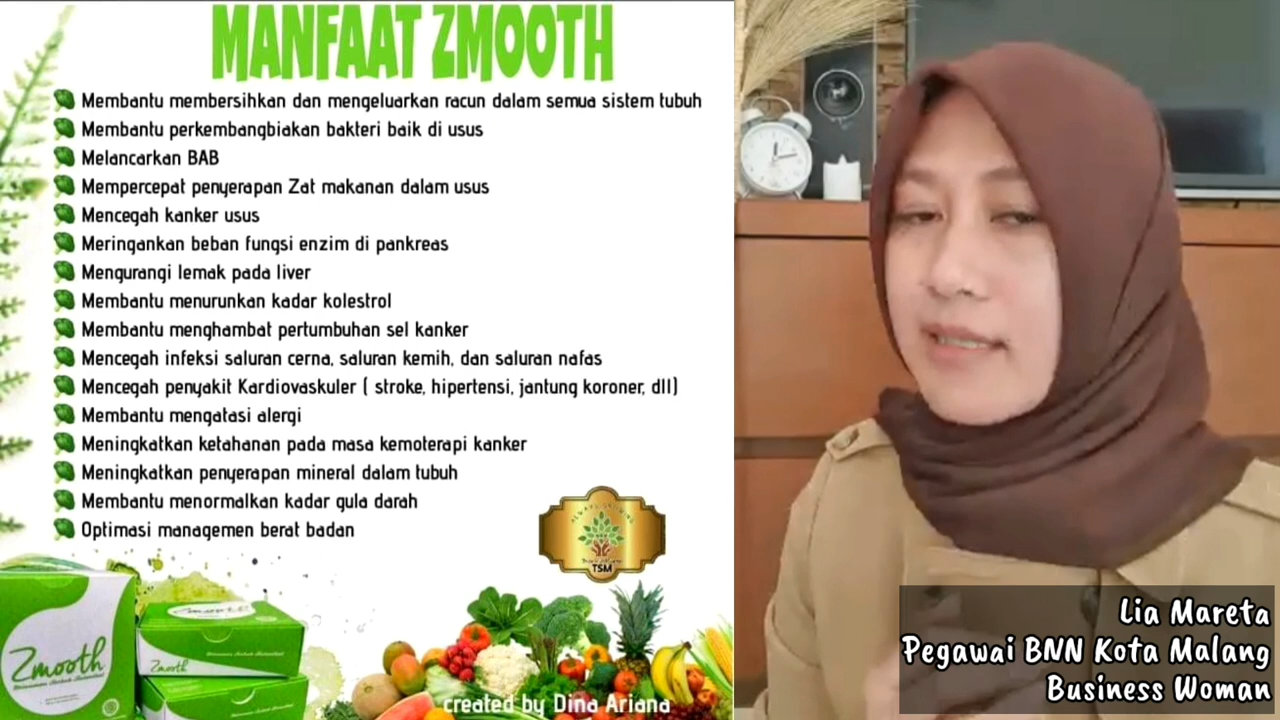 MANFAAT ZMOOTH
Membantu membersihkan dan mengeluarkan racun dalam semua sistem tubuh
Membantu perkembangbiakan bakteri baik di usus
Melancarkan BAB
Mempercepat penyerapan Zat makanan dalam usus
Mencegah kanker usus
Meringankan beban fungsi enzim di pankreas
Mengurangi lemak pada liver
Membantu menurunkan kadar kolestrol
Membantu menghambat pertumbuhan sel kanker
Mencegah infeksi saluran cerna, saluran kemih, dan saluran nafas
Mencegah penyakit Kardiovaskuler ( stroke, hipertensi, jantung koroner, dll)
Membantu mengatasi alergi
Meningkatkan ketahanan pada masa kemoterapi kanker
Meningkatkan penyerapan mineral dalam tubuh
Membantu menormalkan kadar gula darah
Optimasi managemen berat badan
ALWAYS GROWING
TSM
Zmooth
Zmooth
Zmooth
created by Dina Ariana
Lia Mareta
Pegawai BNN Kota Malang
Business Woman